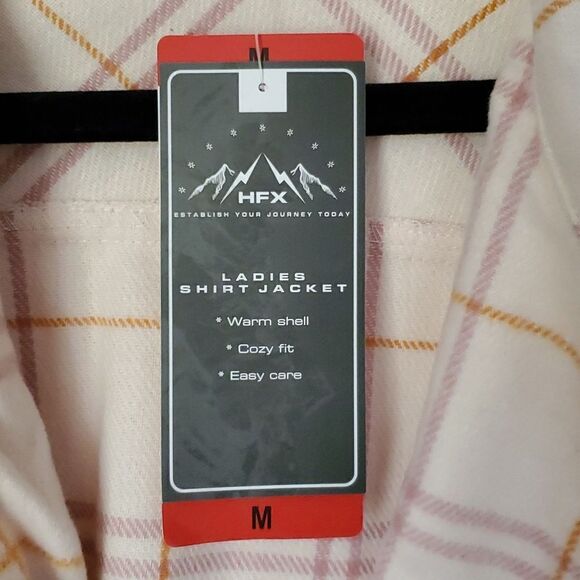 M
HFX
ESTABLISH YOUR JOURNEY TODAY
LADIES
SHIRT JACKET
* Warm shell
* Cozy fit
* Easy care
M